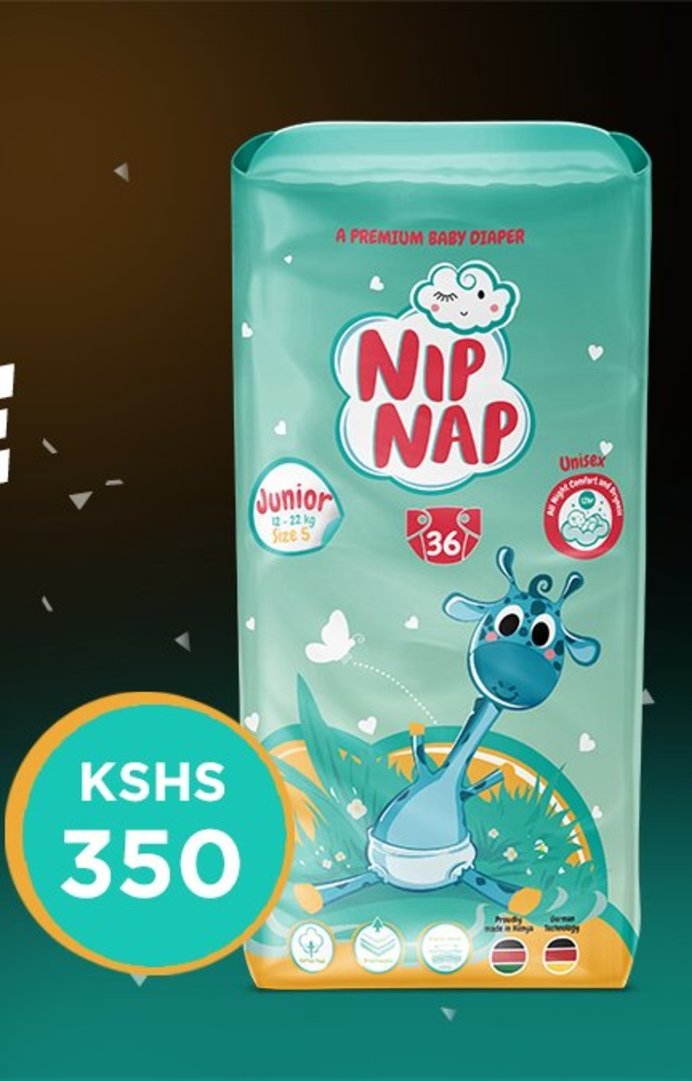 A PREMIUM BABY DIAPER
NIP
NAP
Unisex
All Night Comfort and Dryness
12H
Junior
12 - 22 kg
Size 5
36
E
KSHS
350
Proudly
made in Kenya
German
Technology